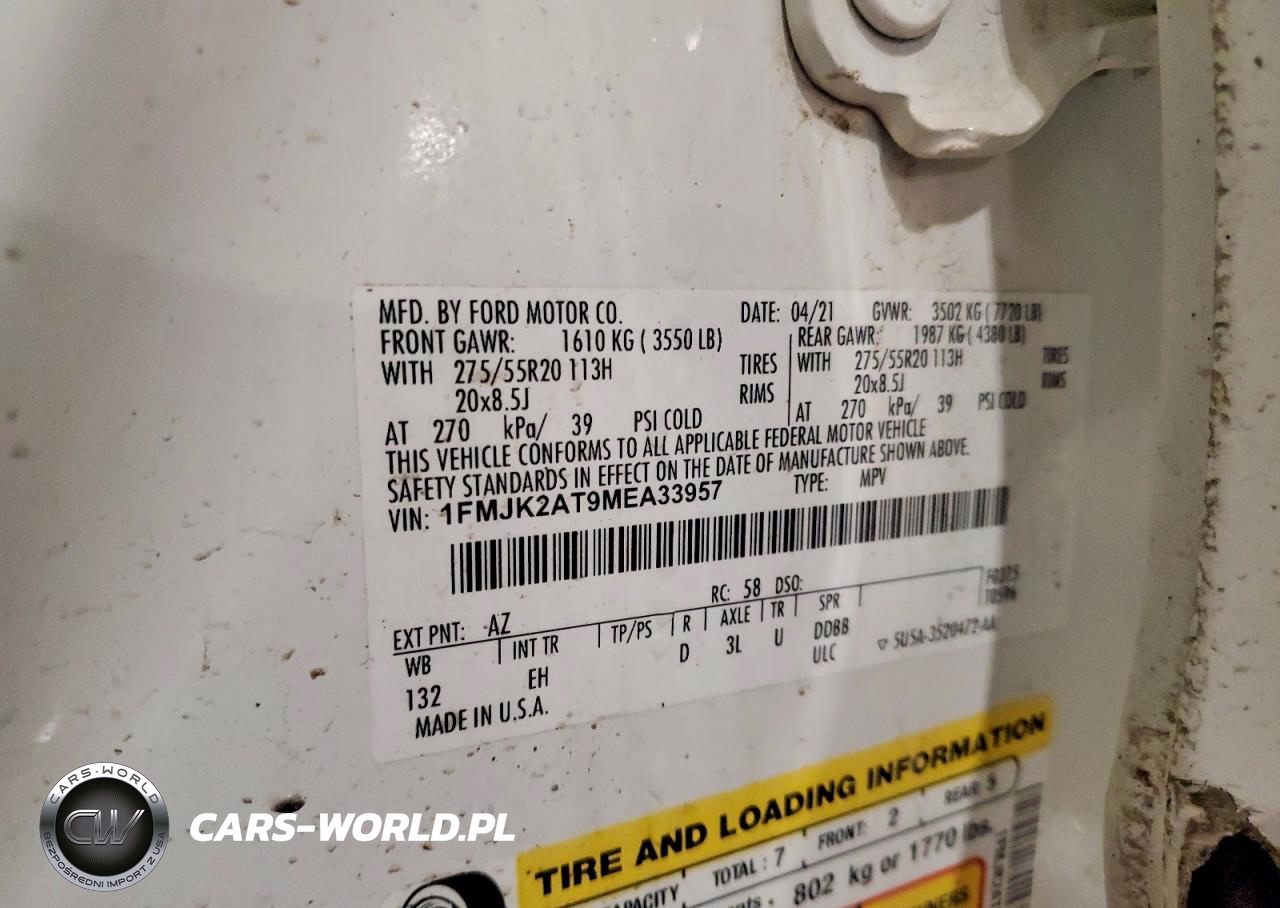 MFD. BY FORD MOTOR CO. DATE: 04/21 GVWR: 3502 KG ( 7720 LB)
FRONT GAWR: 1610 KG ( 3550 LB) REAR GAWR: 1987 KG ( 4380 LB)
WITH 275/55R20 113H TIRES WITH 275/55R20 113H TIRES
20x8.5J RIMS 20x8.5J RIMS
AT 270 kPa/ 39 PSI COLD AT 270 kPa/ 39 PSI COLD
THIS VEHICLE CONFORMS TO ALL APPLICABLE FEDERAL MOTOR VEHICLE
SAFETY STANDARDS IN EFFECT ON THE DATE OF MANUFACTURE SHOWN ABOVE.
VIN: 1FMJK2AT9MEA33957 TYPE: MPV
RC: 58 DSO:
EXT PNT: AZ
WB INT TR TP/PS R AXLE TR SPR
132 EH D 3L U DDBB
ULC
MADE IN U.S.A.
TIRE AND LOADING INFORMATION
TOTAL : 7 FRONT: 2 REAR: 5
802 kg or 1770 lbs.
CARS-WORLD
CW
BEZPOŚREDNI IMPORT Z USA
CARS-WORLD.PL